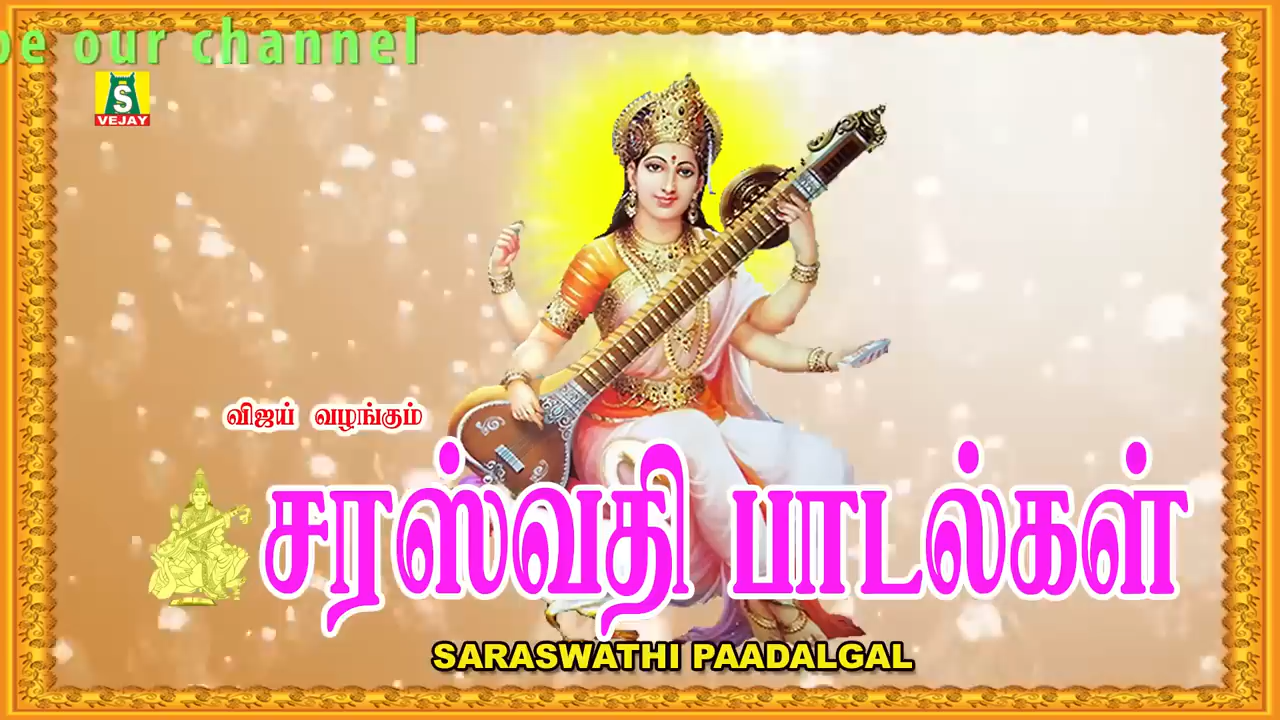 be our channel
S
VEJAY
விஜய் வழங்கும்
சரஸ்வதி பாடல்கள்
SARASWATHI PAADALGAL